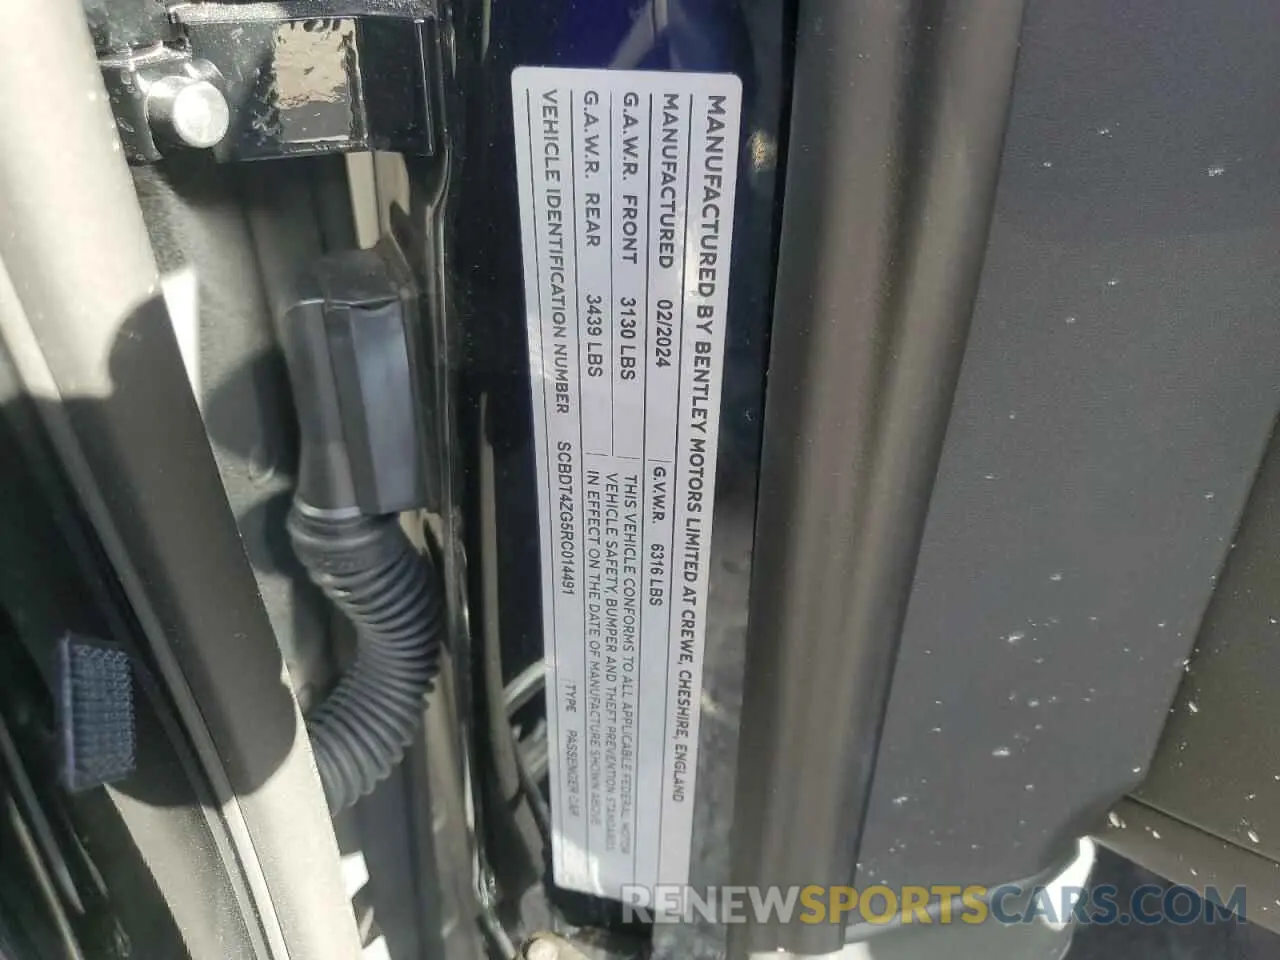 MANUFACTURED BY BENTLEY MOTORS LIMITED AT CREWE, CHESHIRE, ENGLAND
MANUFACTURED 02/2024 G.V.W.R. 6316 LBS
G.A.W.R. FRONT 3130 LBS
G.A.W.R. REAR 3439 LBS
THIS VEHICLE CONFORMS TO ALL APPLICABLE FEDERAL MOTOR
VEHICLE SAFETY, BUMPER AND THEFT PREVENTION STANDARDS
IN EFFECT ON THE DATE OF MANUFACTURE SHOWN ABOVE
VEHICLE IDENTIFICATION NUMBER SCBDT4ZG5RC014491 TYPE PASSENGER CAR
RENEWSPORTSCARS.COM